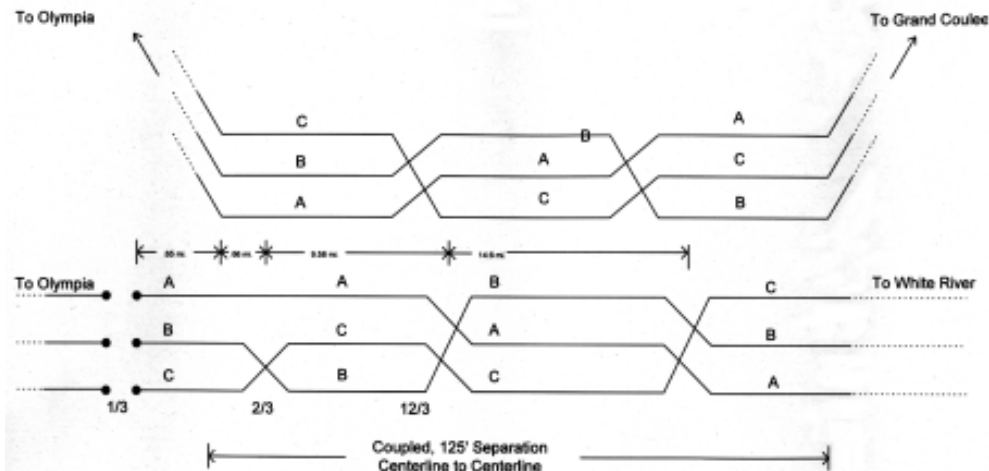 To Olympia
To Grand Coulee
C
B
A
B
A
C
A
C
B
To Olympia
A
B
C
A
C
B
B
A
C
C
B
A
To White River
1/3
2/3
12/3
Coupled, 125' Separation
Centerline to Centerline